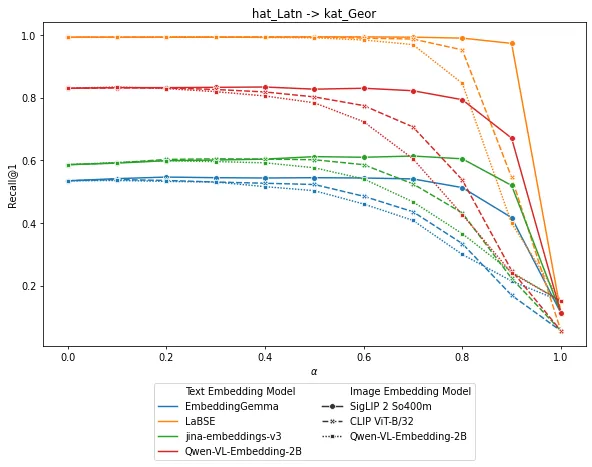 hat_Latn -> kat_Geor
1.0
0.8
0.6
0.4
0.2
Recall@1
0.0 0.2 0.4 0.6 0.8 1.0
α
Text Embedding Model
EmbeddingGemma
LaBSE
jina-embeddings-v3
Qwen-VL-Embedding-2B
Image Embedding Model
SigLIP 2 So400m
CLIP ViT-B/32
Qwen-VL-Embedding-2B